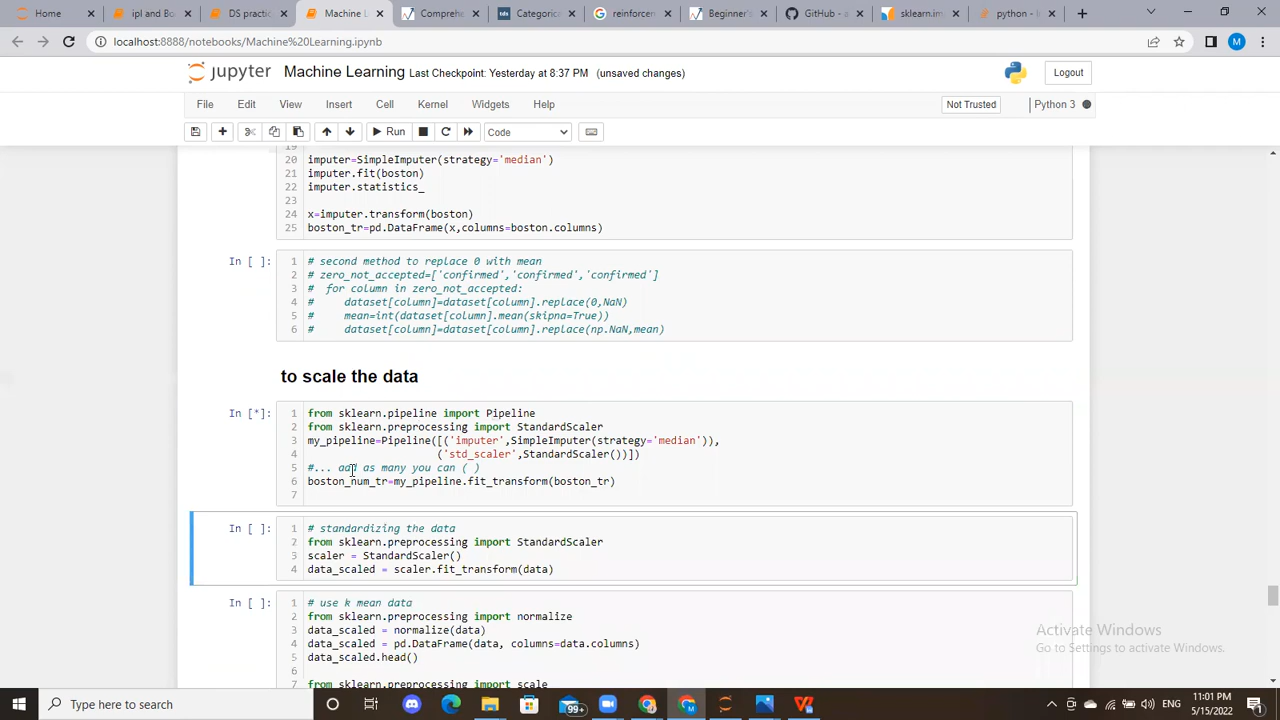 Home
ipl and Bo
DS practic
Machine L
Comprehe
tds
Categorica
reinforcem
Beginner's
GitHub - a
sklearn.im
python - H
localhost:8888/notebooks/Machine%20Learning.ipynb
M
jupyter Machine Learning Last Checkpoint: Yesterday at 8:37 PM (unsaved changes)
Logout
File Edit View Insert Cell Kernel Widgets Help
Not Trusted
Python 3
Run
Code
19
20 imputer=SimpleImputer(strategy='median')
21 imputer.fit(boston)
22 imputer.statistics_
23
24 x=imputer.transform(boston)
25 boston_tr=pd.DataFrame(x,columns=boston.columns)
In [ ]:
1 # second method to replace 0 with mean
2 # zero_not_accepted=['confirmed','confirmed','confirmed']
3 # for column in zero_not_accepted:
4 # dataset[column]=dataset[column].replace(0,NaN)
5 # mean=int(dataset[column].mean(skipna=True))
6 # dataset[column]=dataset[column].replace(np.NaN,mean)
to scale the data
In [*]:
1 from sklearn.pipeline import Pipeline
2 from sklearn.preprocessing import StandardScaler
3 my_pipeline=Pipeline([('imputer',SimpleImputer(strategy='median')),
4 ('std_scaler',StandardScaler())])
5 #... add as many you can ( )
6 boston_num_tr=my_pipeline.fit_transform(boston_tr)
7
In [ ]:
1 # standardizing the data
2 from sklearn.preprocessing import StandardScaler
3 scaler = StandardScaler()
4 data_scaled = scaler.fit_transform(data)
In [ ]:
1 # use k mean data
2 from sklearn.preprocessing import normalize
3 data_scaled = normalize(data)
4 data_scaled = pd.DataFrame(data, columns=data.columns)
5 data_scaled.head()
6
7 from sklearn.preprocessing import scale
Activate Windows
Go to Settings to activate Windows.
Type here to search
99+
M
ENG
11:01 PM
5/15/2022
1